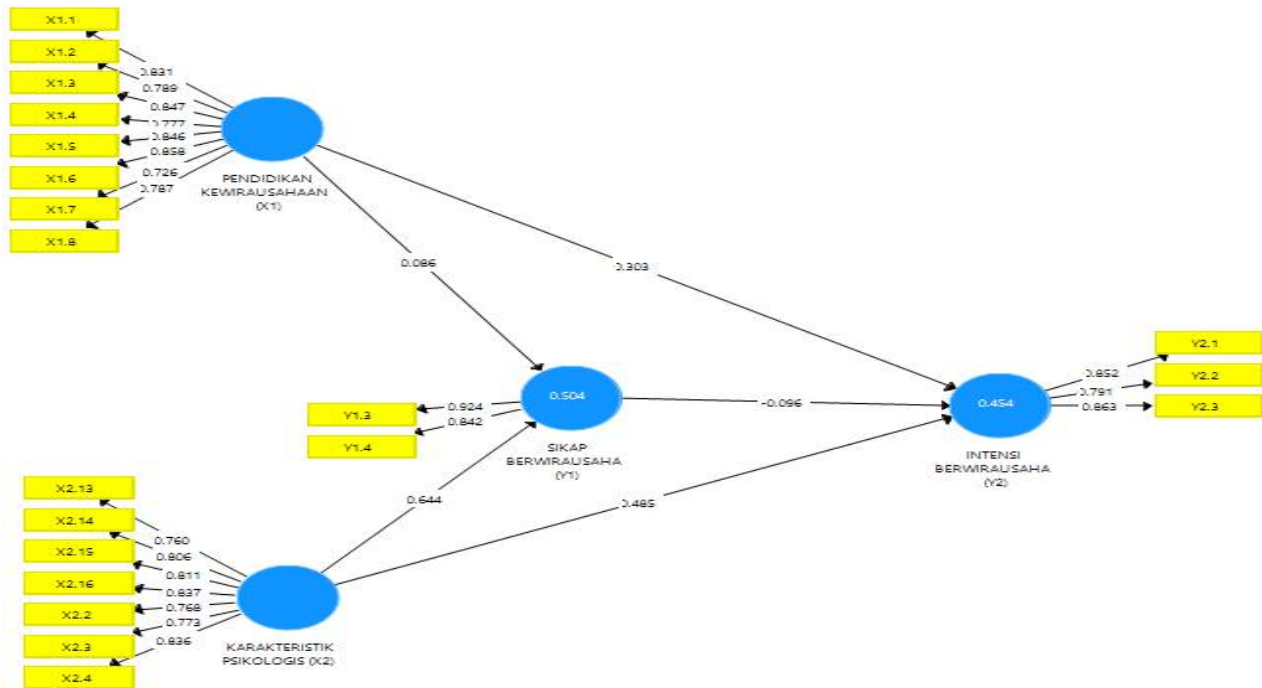 X1.1
X1.2
X1.3
X1.4
X1.5
X1.6
X1.7
X1.8
0.831
0.789
0.847
0.777
0.846
0.858
0.726
0.787
PENDIDIKAN
KEWIRAUSAHAAN
(X1)
0.086
0.303
Y1.3
Y1.4
0.924
0.842
0.504
SIKAP
BERWIRAUSAHA
(Y1)
-0.096
0.454
INTENSI
BERWIRAUSAHA
(Y2)
0.852
0.791
0.863
Y2.1
Y2.2
Y2.3
0.644
0.485
X2.13
X2.14
X2.15
X2.16
X2.2
X2.3
X2.4
0.760
0.806
0.811
0.837
0.768
0.773
0.836
KARAKTERISTIK
PSIKOLOGIS (X2)